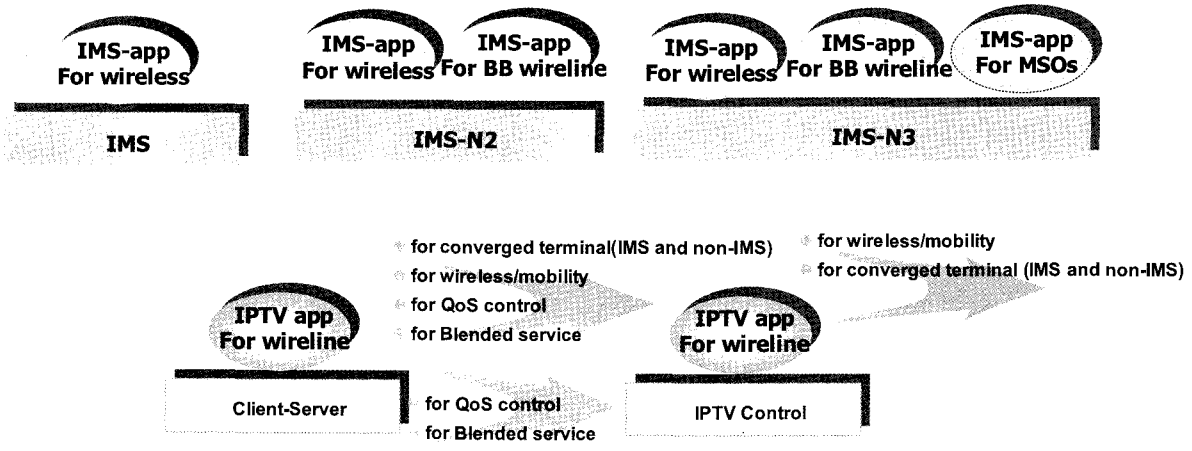 IMS-app
For wireless
IMS
IMS-app
For wireless
IMS-app
For BB wireline
IMS-N2
IMS-app
For wireless
IMS-app
For BB wireline
IMS-app
For MSOs
IMS-N3
for converged terminal(IMS and non-IMS)
for wireless/mobility
for QoS control
for Blended service
for wireless/mobility
for converged terminal (IMS and non-IMS)
IPTV app
For wireline
Client-Server
for QoS control
for Blended service
IPTV app
For wireline
IPTV Control